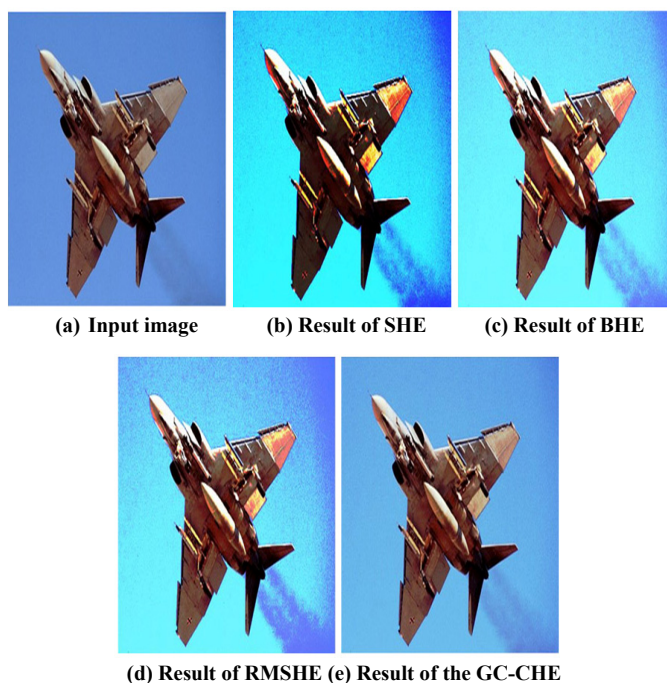 (a) Input image
(b) Result of SHE
(c) Result of BHE
(d) Result of RMSHE
(e) Result of the GC-CHE